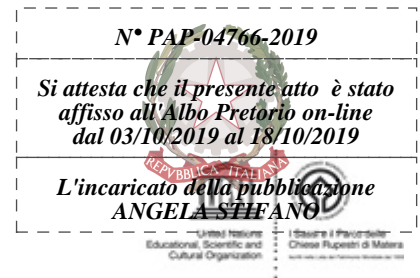 N° PAP-04766-2019
Si attesta che il presente atto è stato
affisso all'Albo Pretorio on-line
dal 03/10/2019 al 18/10/2019
REPVBBLICA ITALIANA
L'incaricato della pubblicazione
ANGELA STIFANO
United Nations
Educational, Scientific and
Cultural Organization
I Sassi e il Parco delle
Chiese Rupestri di Matera